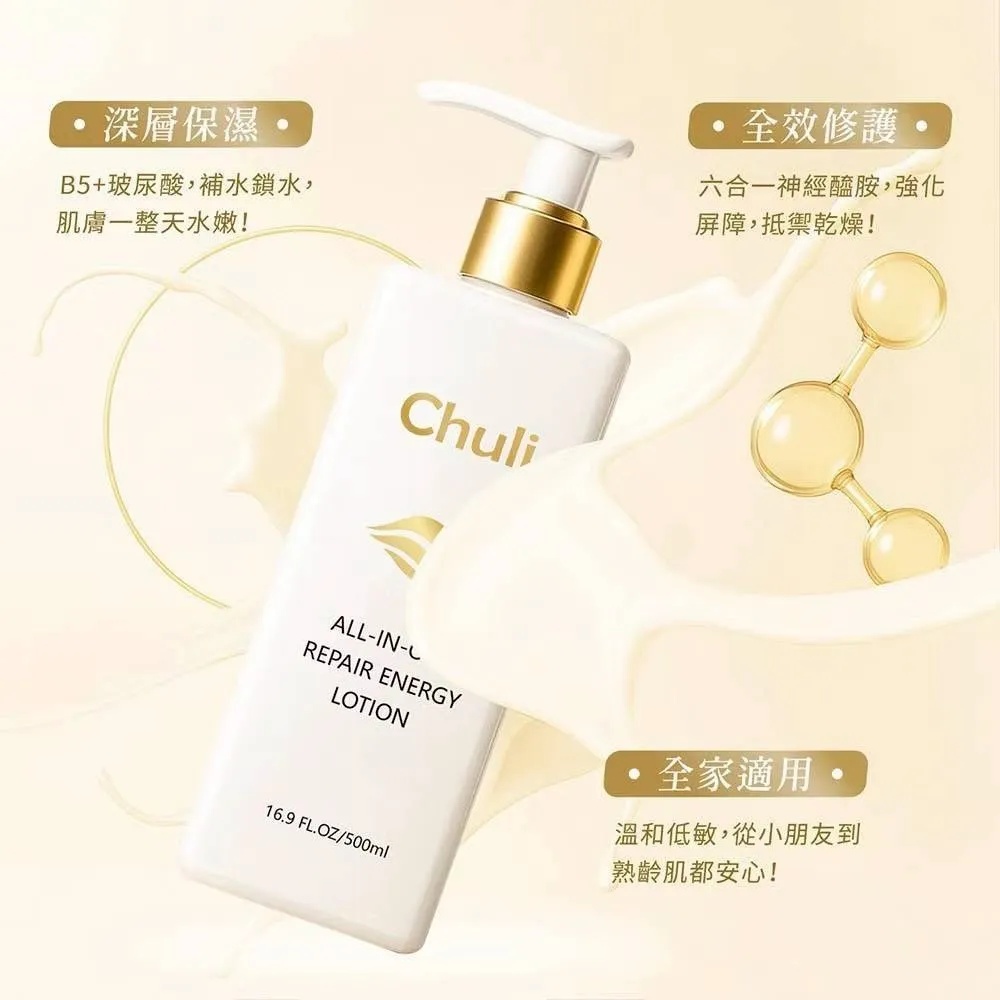 • 深層保濕 •
B5+玻尿酸，補水鎖水，
肌膚一整天水嫩！
• 全效修護 •
六合一神經醯胺，強化
屏障，抵禦乾燥！
Chuli
ALL-IN-
REPAIR ENERGY
LOTION
16.9 FL.OZ/500ml
• 全家適用 •
溫和低敏，從小朋友到
熟齡肌都安心！